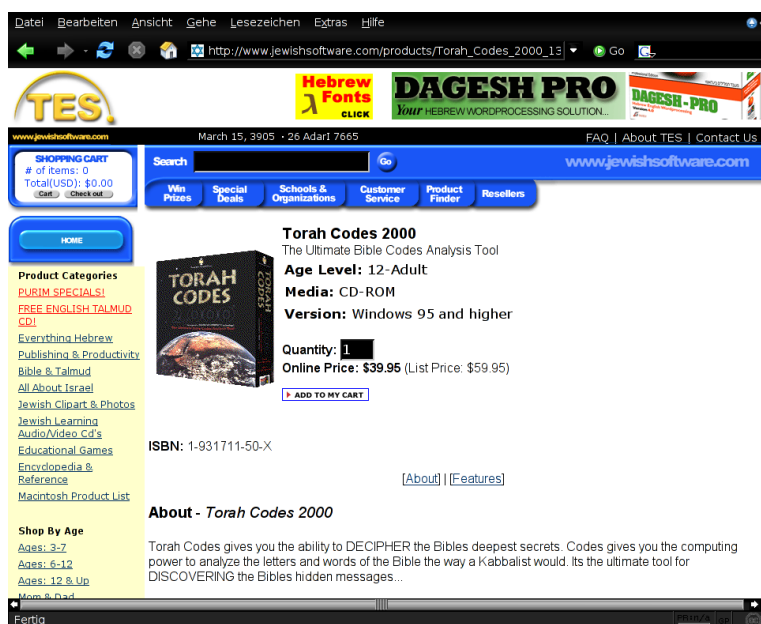 Datei Bearbeiten Ansicht Gehe Lesezeichen Extras Hilfe
http://www.jewishsoftware.com/products/Torah_Codes_2000_13 Go
TES
Hebrew
Fonts
CLICK
DAGESH PRO
Your HEBREW WORDPROCESSING SOLUTION...
DAGESH-PRO
www.jewishsoftware.com
March 15, 3905 · 26 AdarI 7665
FAQ | About TES | Contact Us
SHOPPING CART
# of items: 0
Total(USD): $0.00
Cart Check out
Search Go
www.jewishsoftware.com
Win Prizes
Special Deals
Schools & Organizations
Customer Service
Product Finder
Resellers
HOME
Product Categories
PURIM SPECIALS!
FREE ENGLISH TALMUD
CD!
Everything Hebrew
Publishing & Productivity
Bible & Talmud
All About Israel
Jewish Clipart & Photos
Jewish Learning
Audio/Video Cd's
Educational Games
Encyclopedia &
Reference
Macintosh Product List
Shop By Age
Ages: 3-7
Ages: 6-12
Ages: 12 & Up
Mom & Dad
TORAH
CODES
TORAH
CODES
Torah Codes 2000
The Ultimate Bible Codes Analysis Tool
Age Level: 12-Adult
Media: CD-ROM
Version: Windows 95 and higher
Quantity: 1
Online Price: $39.95 (List Price: $59.95)
ADD TO MY CART
ISBN: 1-931711-50-X
[About] | [Features]
About - Torah Codes 2000
Torah Codes gives you the ability to DECIPHER the Bibles deepest secrets. Codes gives you the computing
power to analyze the letters and words of the Bible the way a Kabbalist would. Its the ultimate tool for
DISCOVERING the Bibles hidden messages...
Fertig